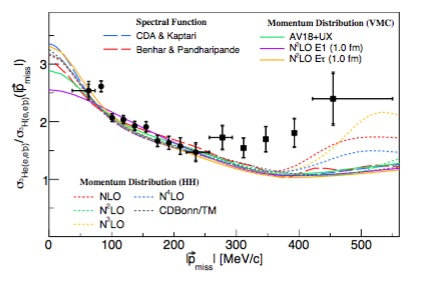 Spectral Function
CDA & Kaptari
Benhar & Pandharipande
Momentum Distribution (VMC)
AV18+UX
N²LO E1 (1.0 fm)
N²LO Eτ (1.0 fm)
σ³He(e,e'p)/σ³H(e,e'p)(|p⃗miss|)
3
2
1
Momentum Distribution (HH)
NLO
N²LO
N³LO
N⁴LO
CDBonn/TM
0 100 200 300 400 500
|p⃗miss| [MeV/c]